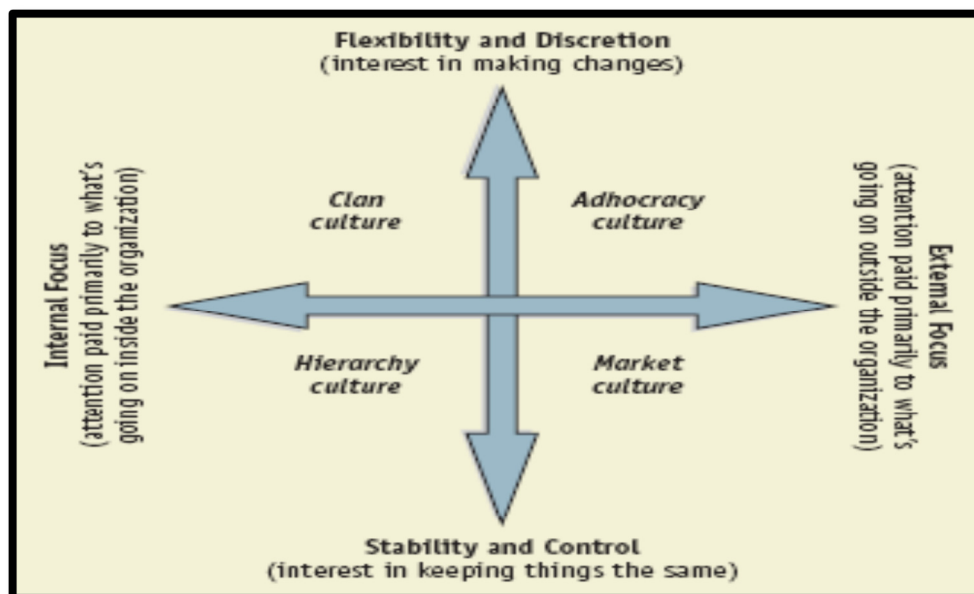 Flexibility and Discretion
(interest in making changes)
Clan
culture
Adhocracy
culture
Internal Focus
(attention paid primarily to what's
going on inside the organization)
External Focus
(attention paid primarily to what's
going on outside the organization)
Hierarchy
culture
Market
culture
Stability and Control
(interest in keeping things the same)